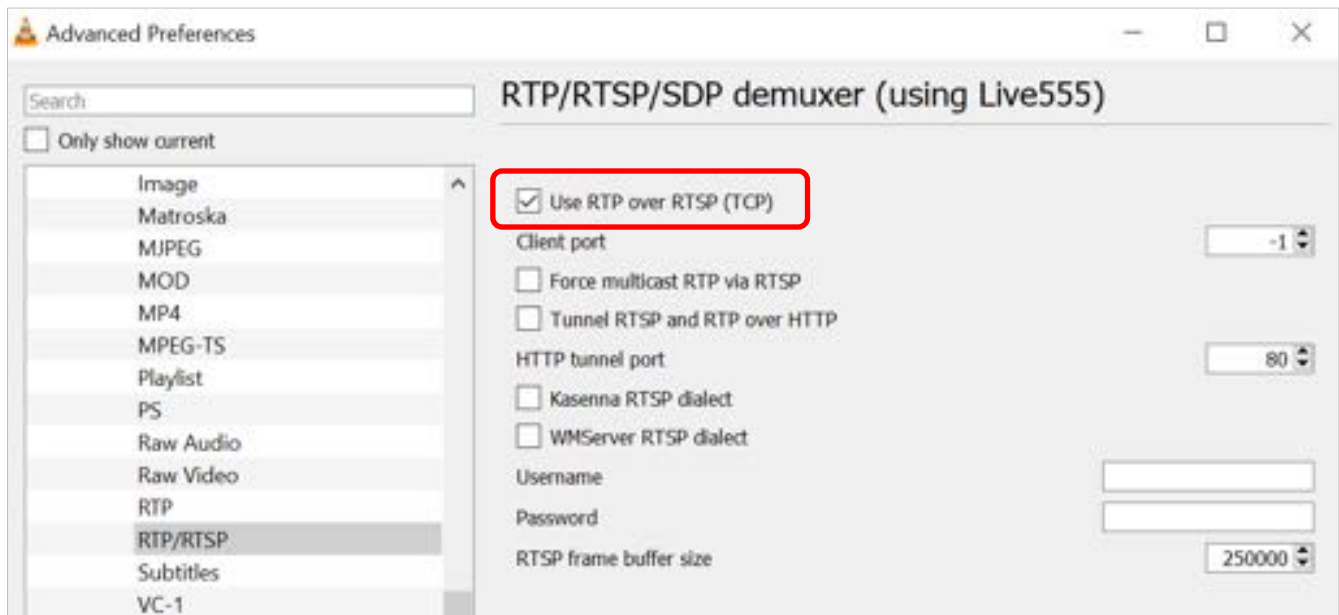 Advanced Preferences
Search
Only show current
Image
Matroska
MJPEG
MOD
MP4
MPEG-TS
Playlist
PS
Raw Audio
Raw Video
RTP
RTP/RTSP
Subtitles
VC-1
RTP/RTSP/SDP demuxer (using Live555)
Use RTP over RTSP (TCP)
Client port -1
Force multicast RTP via RTSP
Tunnel RTSP and RTP over HTTP
HTTP tunnel port 80
Kasenna RTSP dialect
WMServer RTSP dialect
Username
Password
RTSP frame buffer size 250000